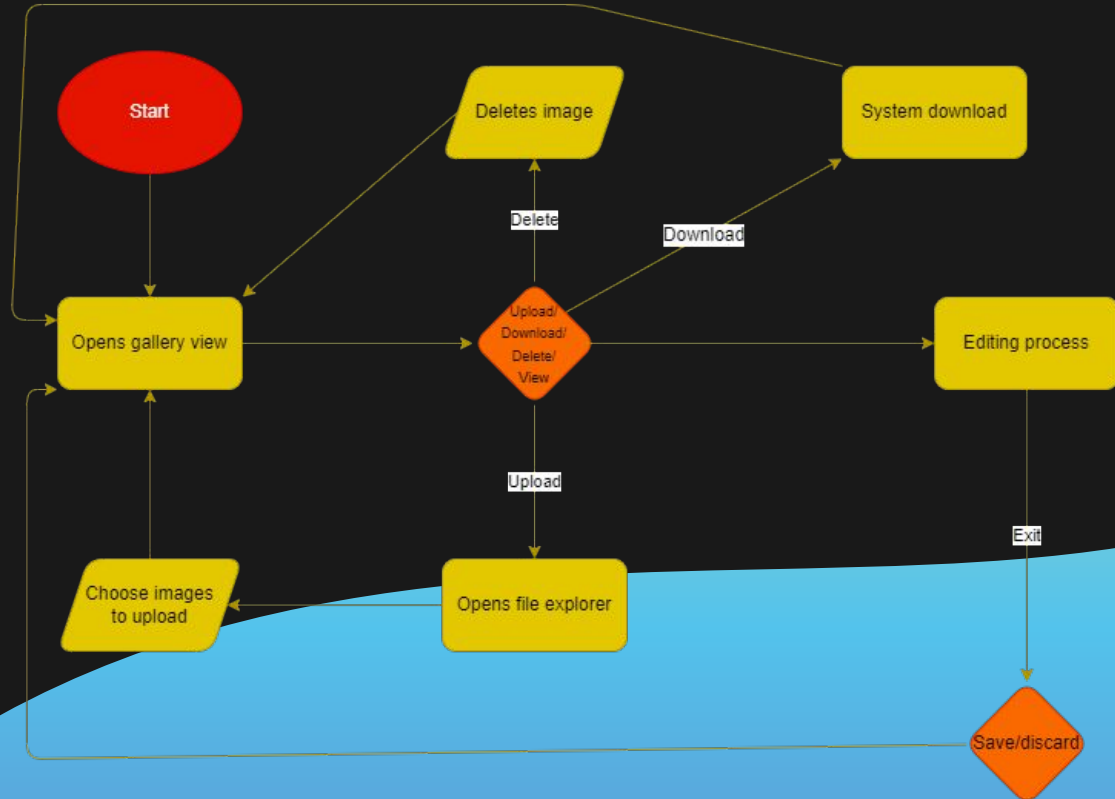 Start
Deletes image
System download
Delete
Download
Opens gallery view
Upload/
Download/
Delete/
View
Editing process
Upload
Exit
Choose images
to upload
Opens file explorer
Save/discard